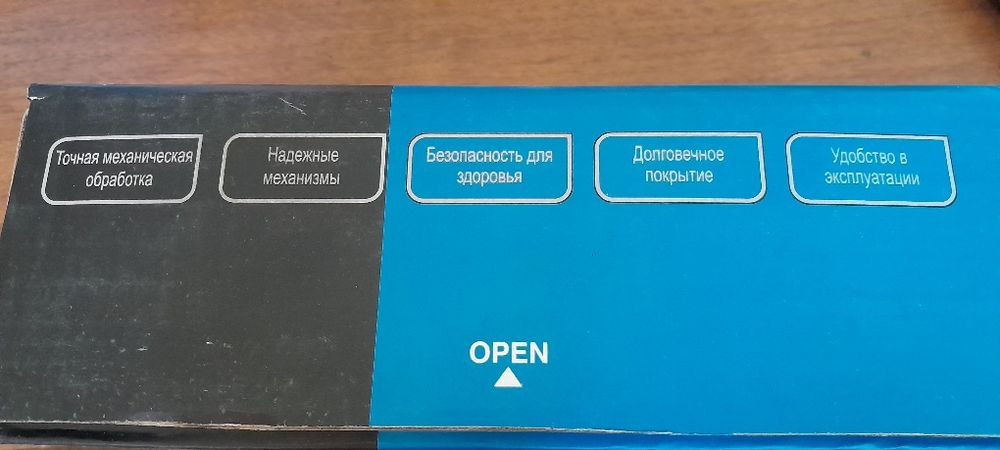 Точная механическая
обработка
Надежные
механизмы
Безопасность для
здоровья
Долговечное
покрытие
Удобство в
эксплуатации
OPEN